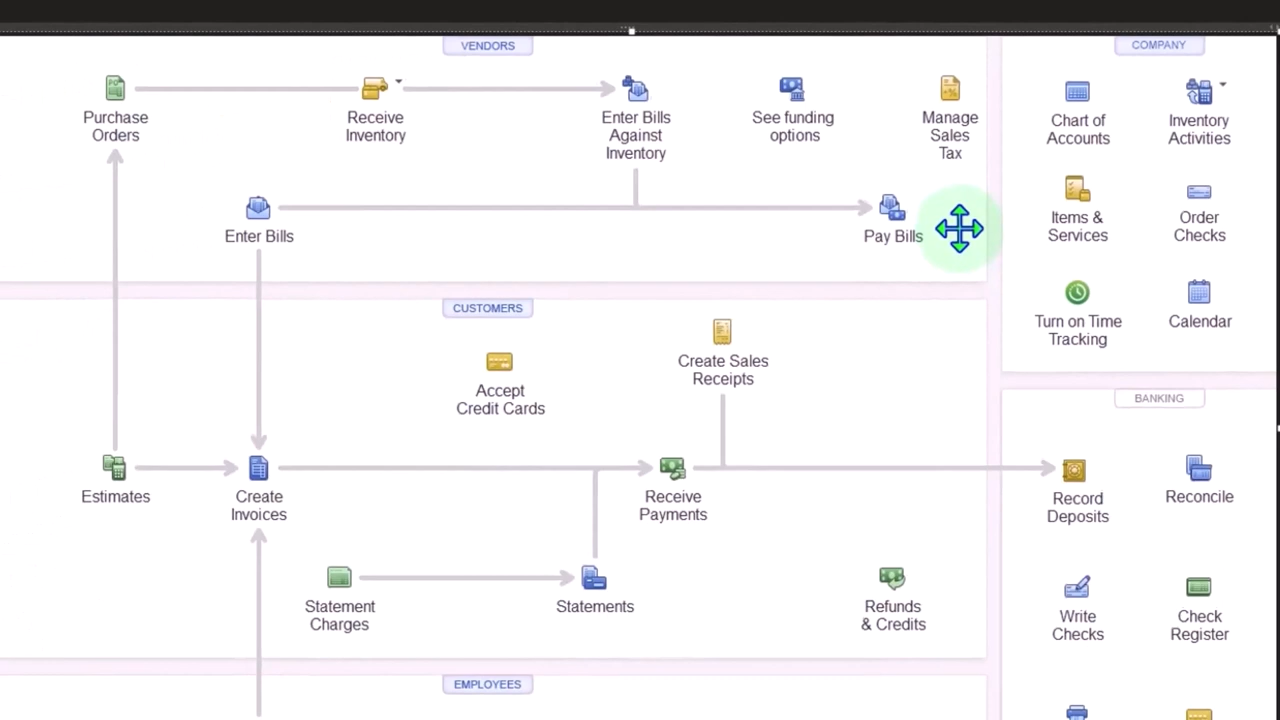 VENDORS
COMPANY
Purchase
Orders
Receive
Inventory
Enter Bills
Against
Inventory
See funding
options
Manage
Sales
Tax
Chart of
Accounts
Inventory
Activities
Enter Bills
Pay Bills
Items &
Services
Order
Checks
Turn on Time
Tracking
Calendar
CUSTOMERS
Accept
Credit Cards
Create Sales
Receipts
BANKING
Estimates
Create
Invoices
Receive
Payments
Record
Deposits
Reconcile
Statement
Charges
Statements
Refunds
& Credits
Write
Checks
Check
Register
EMPLOYEES